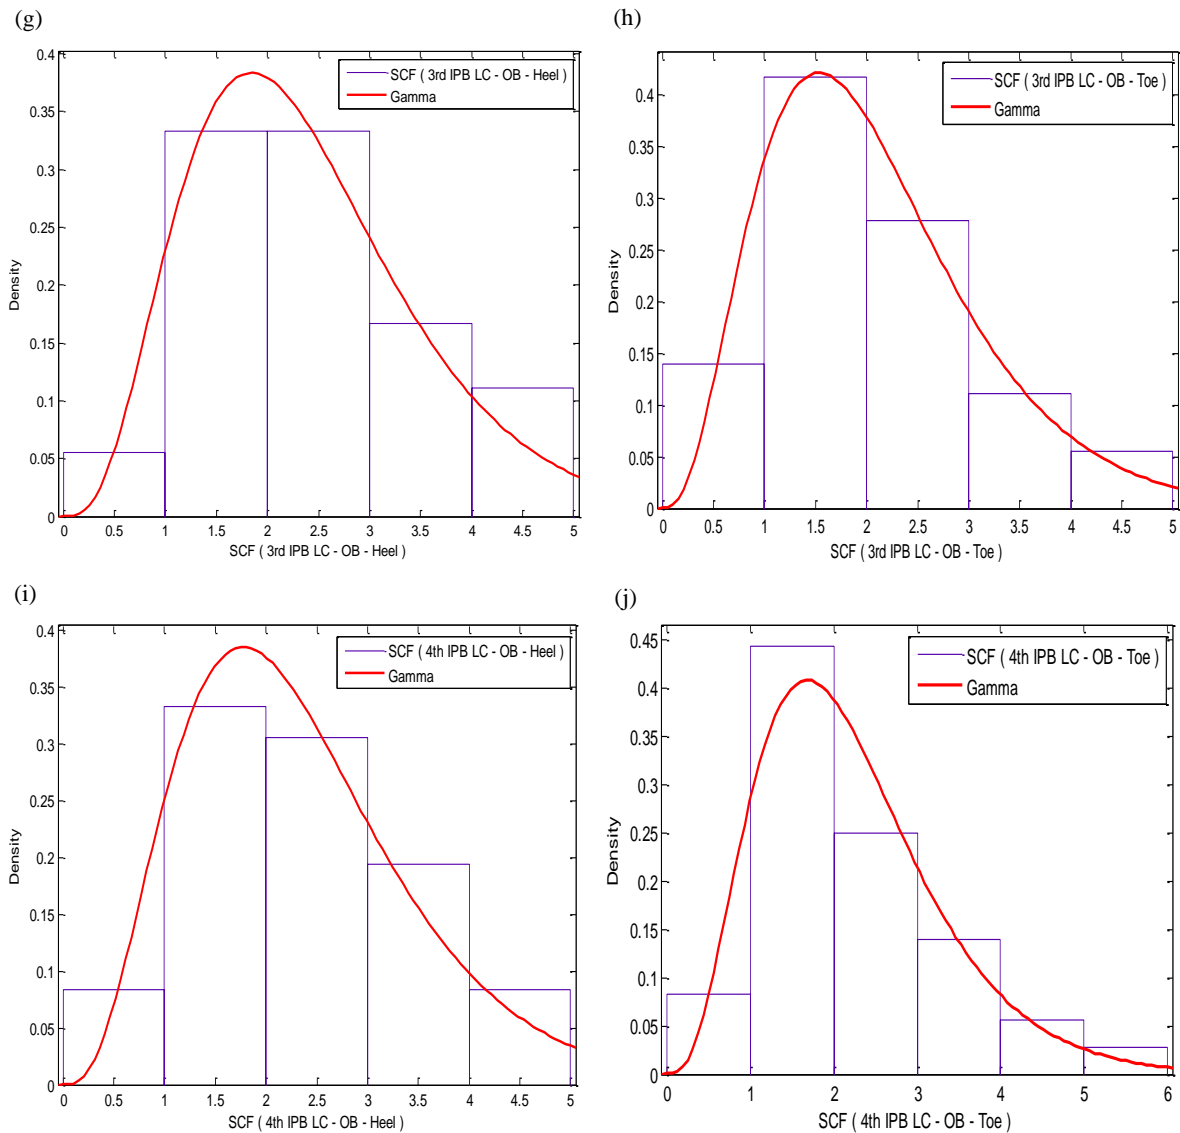 (g)
SCF ( 3rd IPB LC - OB - Heel )
Gamma
Density
0.4
0.35
0.3
0.25
0.2
0.15
0.1
0.05
0
0 0.5 1 1.5 2 2.5 3 3.5 4 4.5 5
SCF ( 3rd IPB LC - OB - Heel )
(h)
SCF ( 3rd IPB LC - OB - Toe )
Gamma
Density
0.4
0.35
0.3
0.25
0.2
0.15
0.1
0.05
0
0 0.5 1 1.5 2 2.5 3 3.5 4 4.5 5
SCF ( 3rd IPB LC - OB - Toe )
(i)
SCF ( 4th IPB LC - OB - Heel )
Gamma
Density
0.4
0.35
0.3
0.25
0.2
0.15
0.1
0.05
0
0 0.5 1 1.5 2 2.5 3 3.5 4 4.5 5
SCF ( 4th IPB LC - OB - Heel )
(j)
SCF ( 4th IPB LC - OB - Toe )
Gamma
Density
0.45
0.4
0.35
0.3
0.25
0.2
0.15
0.1
0.05
0
0 1 2 3 4 5 6
SCF ( 4th IPB LC - OB - Toe )